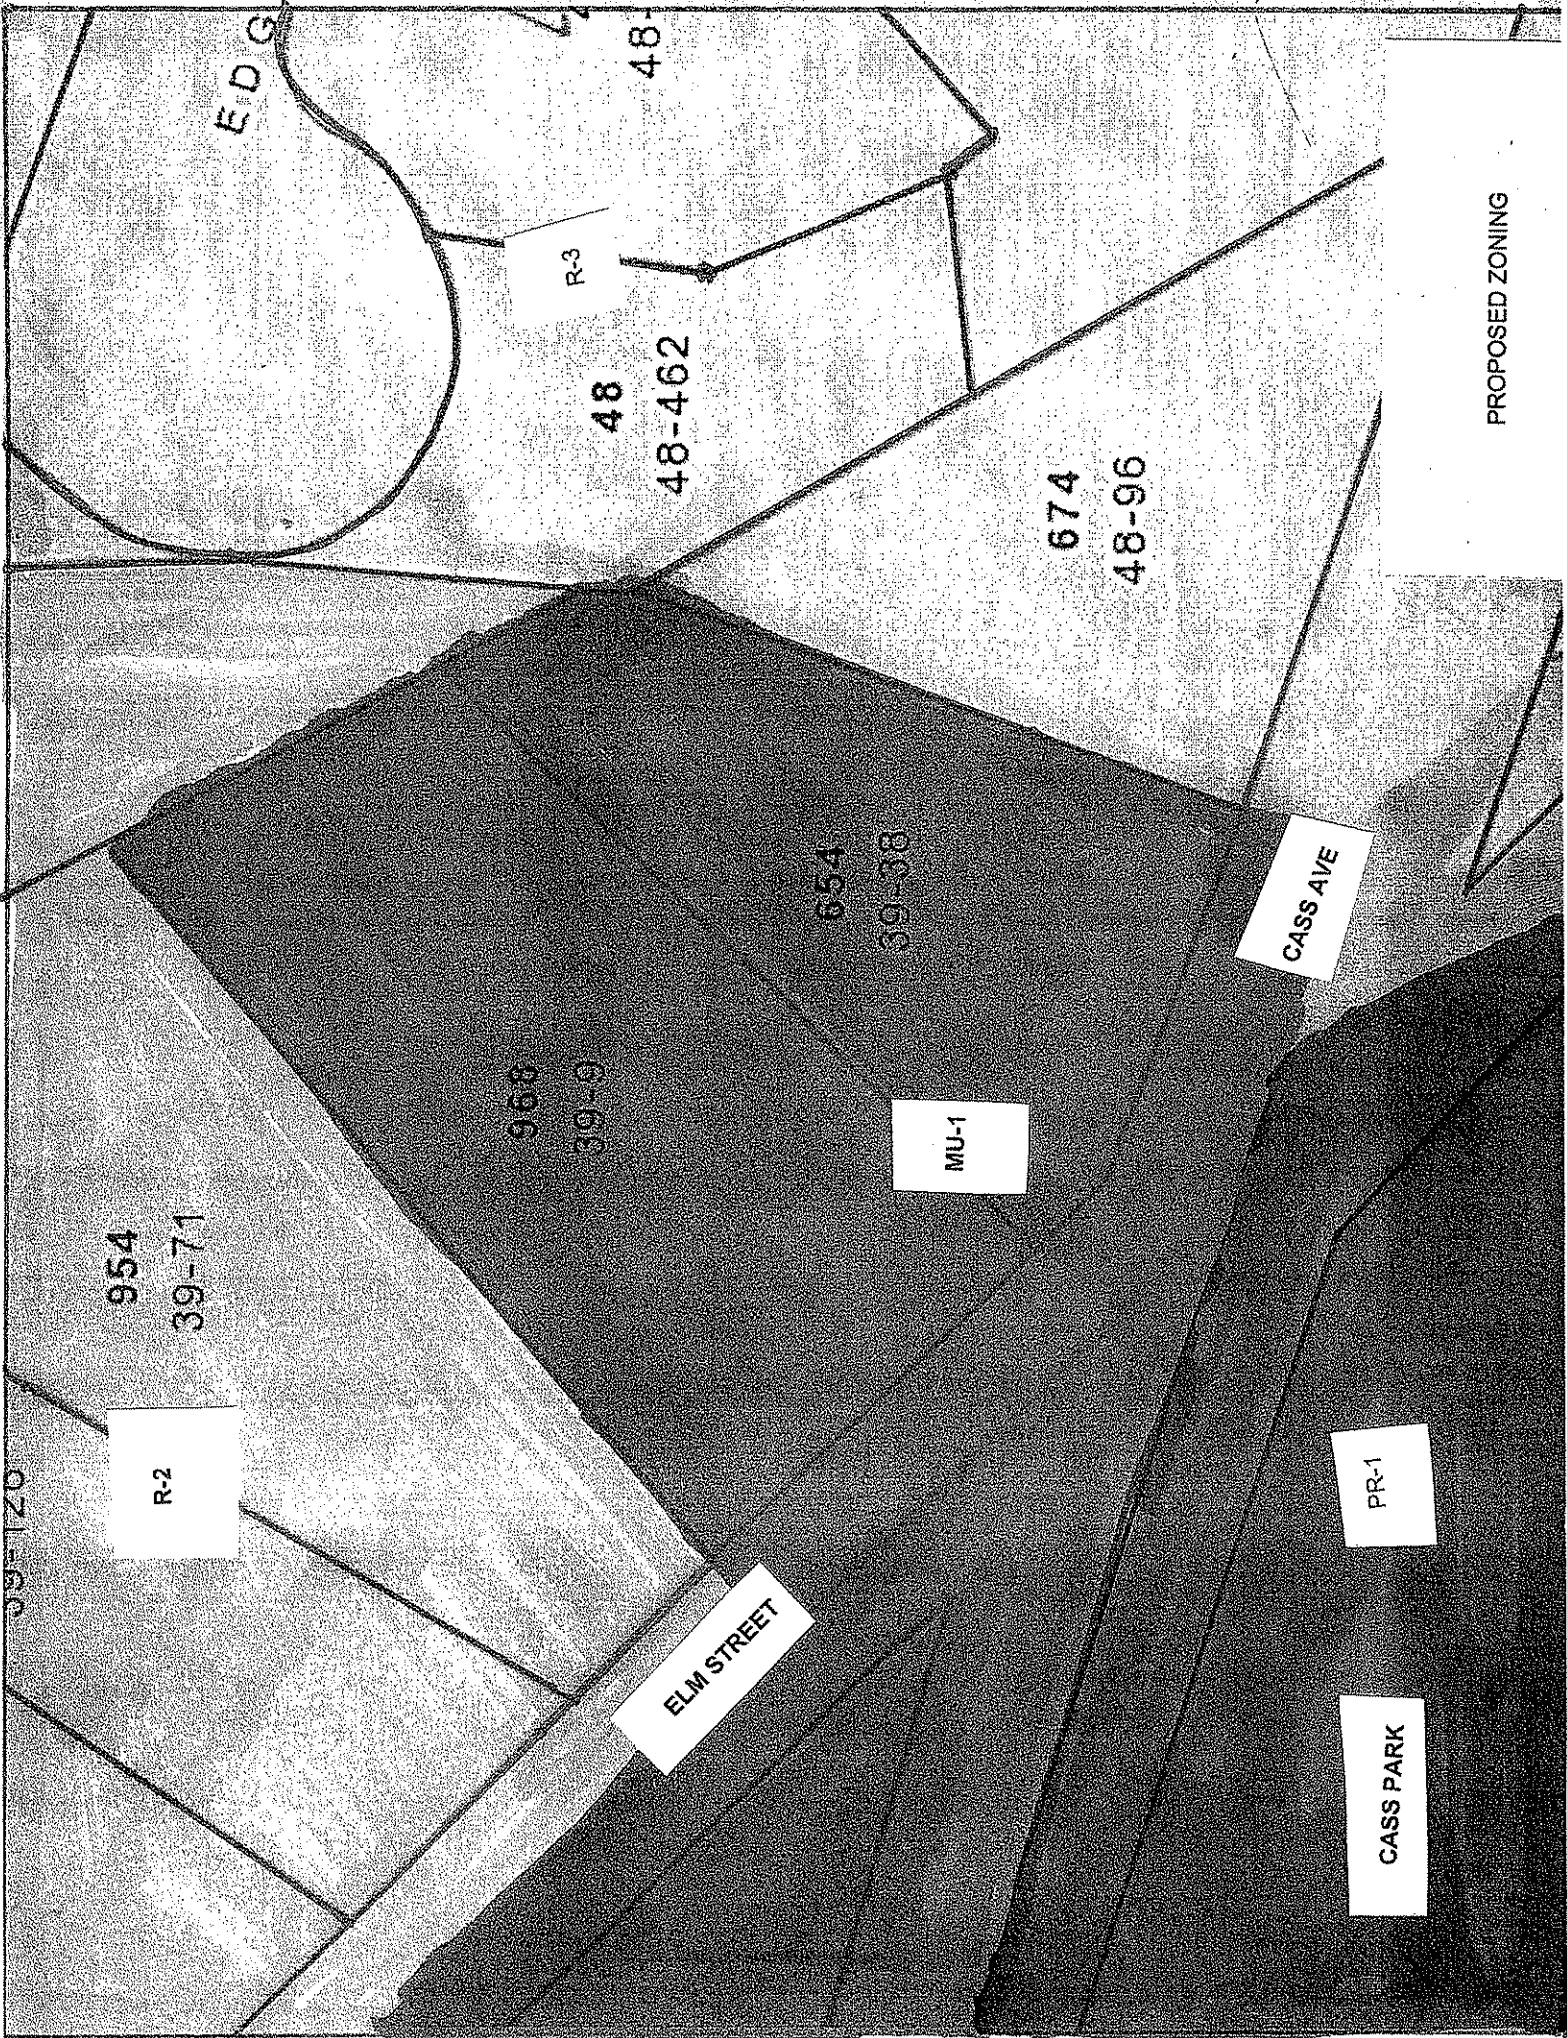 E D G
48-
R-3
48
48-462
674
48-96
PROPOSED ZONING
954
39-71
R-2
968
39-9
654
39-38
MU-1
CASS AVE
ELM STREET
PR-1
CASS PARK